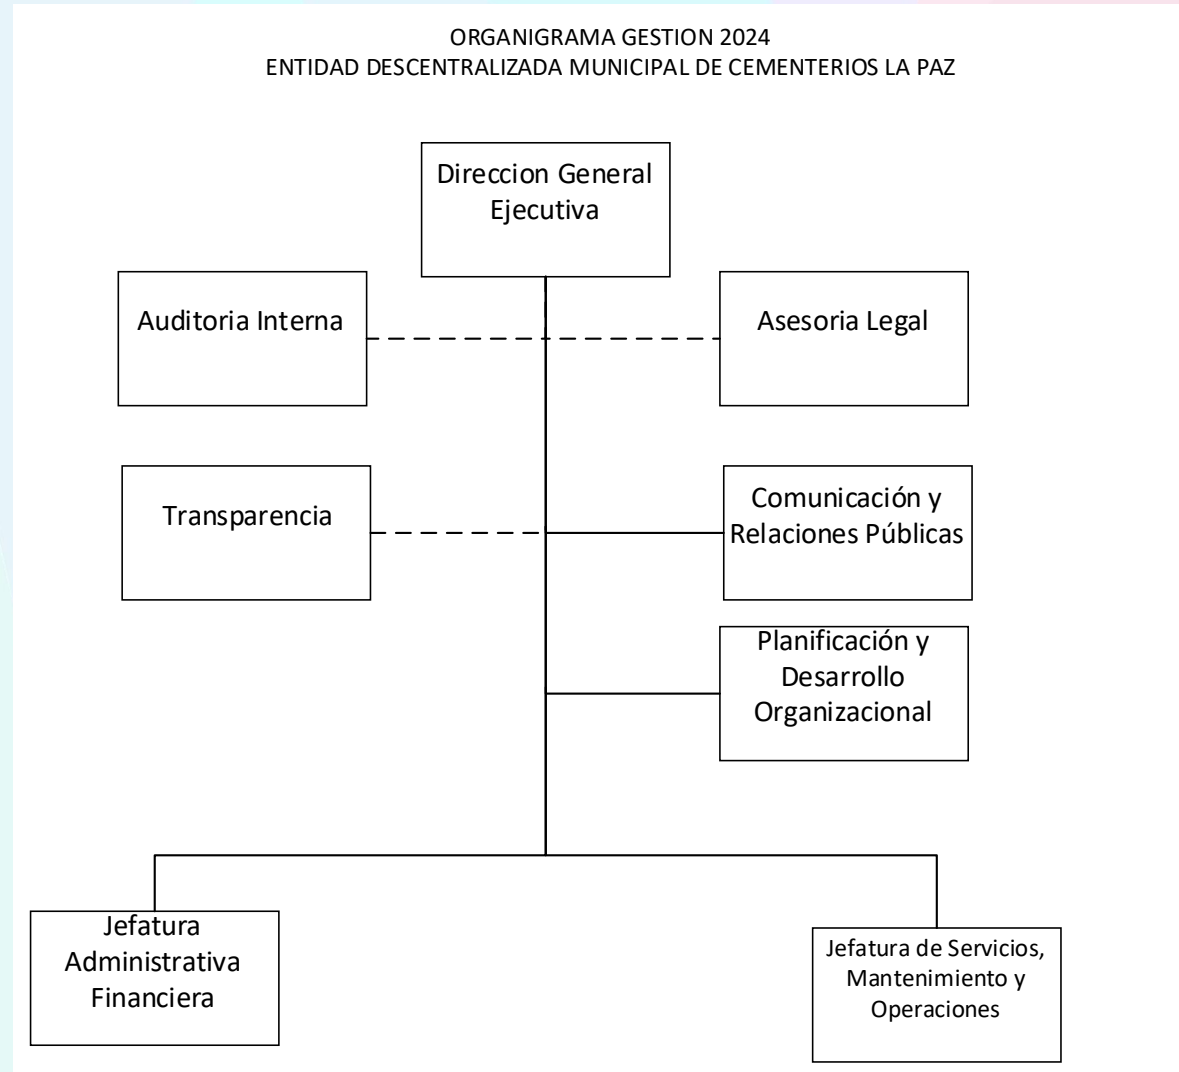 ORGANIGRAMA GESTION 2024
ENTIDAD DESCENTRALIZADA MUNICIPAL DE CEMENTERIOS LA PAZ
Direccion General
Ejecutiva
Auditoria Interna
Asesoria Legal
Transparencia
Comunicación y
Relaciones Públicas
Planificación y
Desarrollo
Organizacional
Jefatura
Administrativa
Financiera
Jefatura de Servicios,
Mantenimiento y
Operaciones